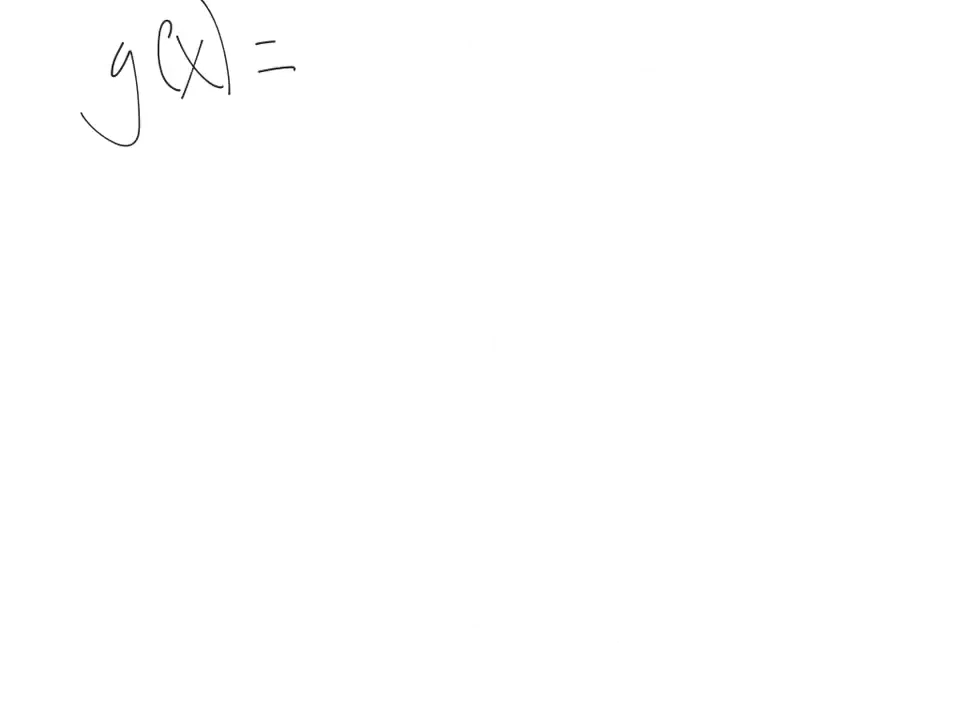 g(x) =